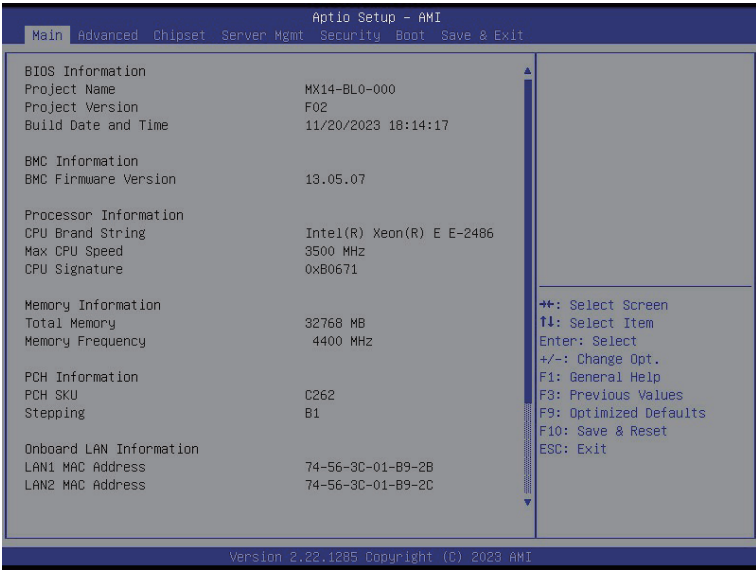 Aptio Setup – AMI
Main Advanced Chipset Server Mgmt Security Boot Save & Exit
BIOS Information
Project Name MX14-BL0-000
Project Version F02
Build Date and Time 11/20/2023 18:14:17
BMC Information
BMC Firmware Version 13.05.07
Processor Information
CPU Brand String Intel(R) Xeon(R) E E-2486
Max CPU Speed 3500 MHz
CPU Signature 0xB0671
Memory Information
Total Memory 32768 MB
Memory Frequency 4400 MHz
PCH Information
PCH SKU C262
Stepping B1
Onboard LAN Information
LAN1 MAC Address 74-56-3C-01-B9-2B
LAN2 MAC Address 74-56-3C-01-B9-2C
→←: Select Screen
↑↓: Select Item
Enter: Select
+/-: Change Opt.
F1: General Help
F3: Previous Values
F9: Optimized Defaults
F10: Save & Reset
ESC: Exit
Version 2.22.1285 Copyright (C) 2023 AMI